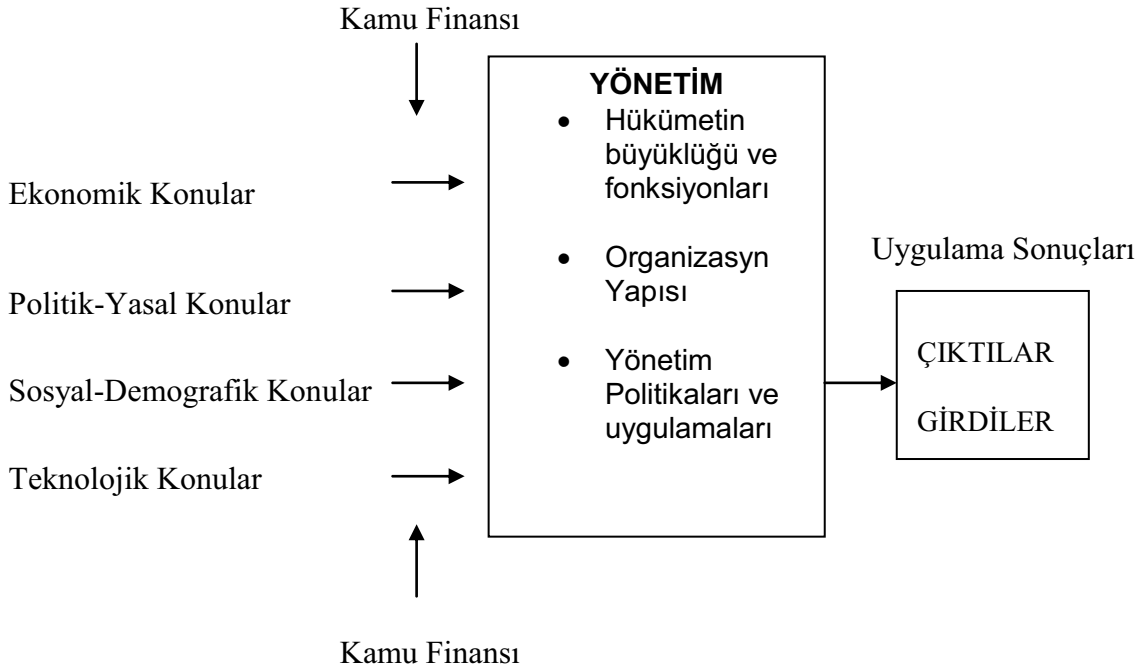 Kamu Finansı
Ekonomik Konular
Politik-Yasal Konular
Sosyal-Demografik Konular
Teknolojik Konular
Kamu Finansı
YÖNETİM
• Hükümetin
büyüklüğü ve
fonksiyonları
• Organizasyn
Yapısı
• Yönetim
Politikaları ve
uygulamaları
Uygulama Sonuçları
ÇIKTILAR
GİRDİLER